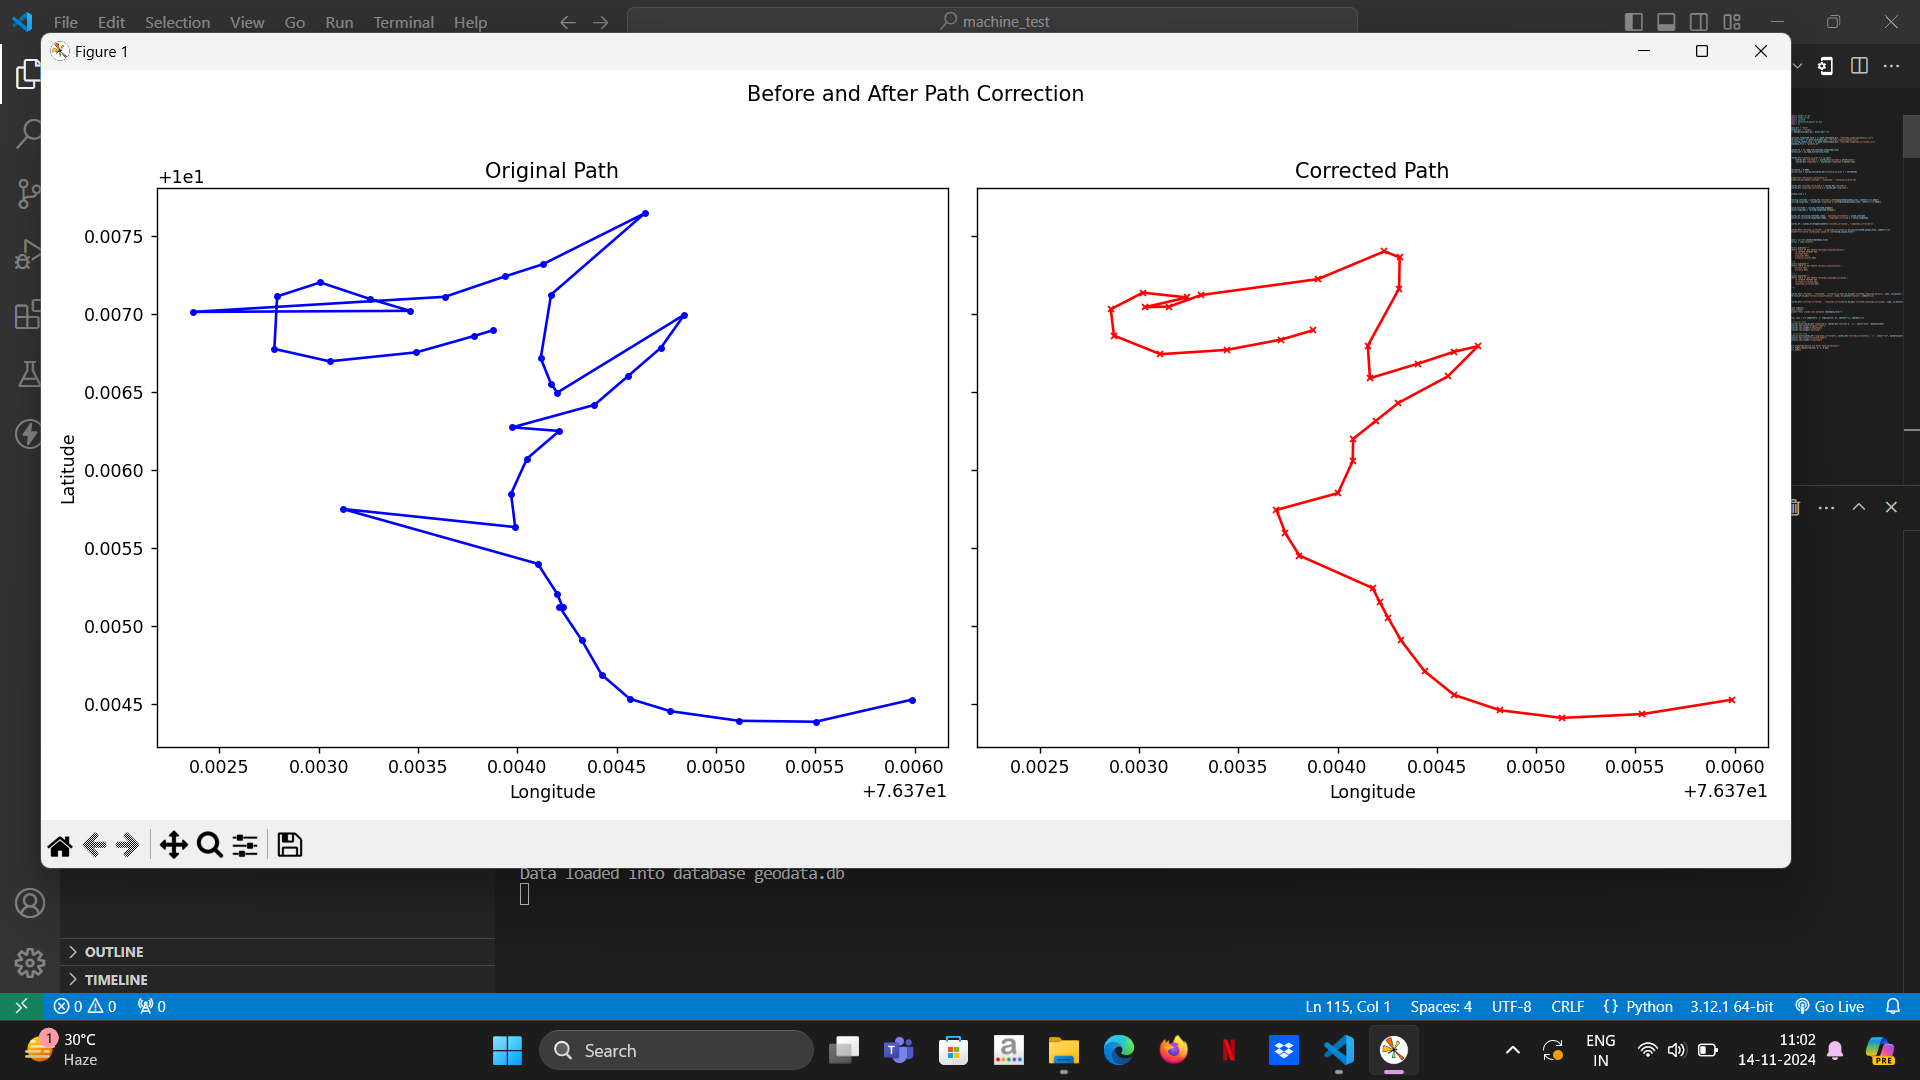 File Edit Selection View Go Run Terminal Help
machine_test
Figure 1
Before and After Path Correction
Original Path
+1e1
0.0075
0.0070
0.0065
0.0060
0.0055
0.0050
0.0045
Latitude
0.0025 0.0030 0.0035 0.0040 0.0045 0.0050 0.0055 0.0060
Longitude
+7.637e1
Corrected Path
0.0025 0.0030 0.0035 0.0040 0.0045 0.0050 0.0055 0.0060
Longitude
+7.637e1
Data loaded into database geodata.db
OUTLINE
TIMELINE
0 0 0
Ln 115, Col 1 Spaces: 4 UTF-8 CRLF {} Python 3.12.1 64-bit Go Live
1
30°C
Haze
Search
T
a
N
PRE
ENG
IN
11:02
14-11-2024